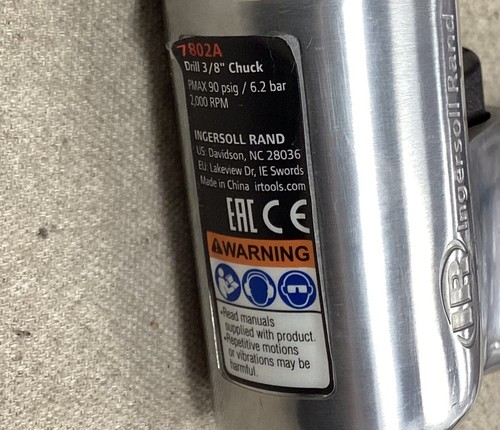 7802A
Drill 3/8" Chuck
PMAX 90 psig / 6.2 bar
2,000 RPM
INGERSOLL RAND
US: Davidson, NC 28036
EU: Lakeview Dr, IE Swords
Made in China irtools.com
EAC CE
WARNING
•Read manuals
supplied with product.
•Repetitive motions
or vibrations may be
harmful.
IR Ingersoll Rand